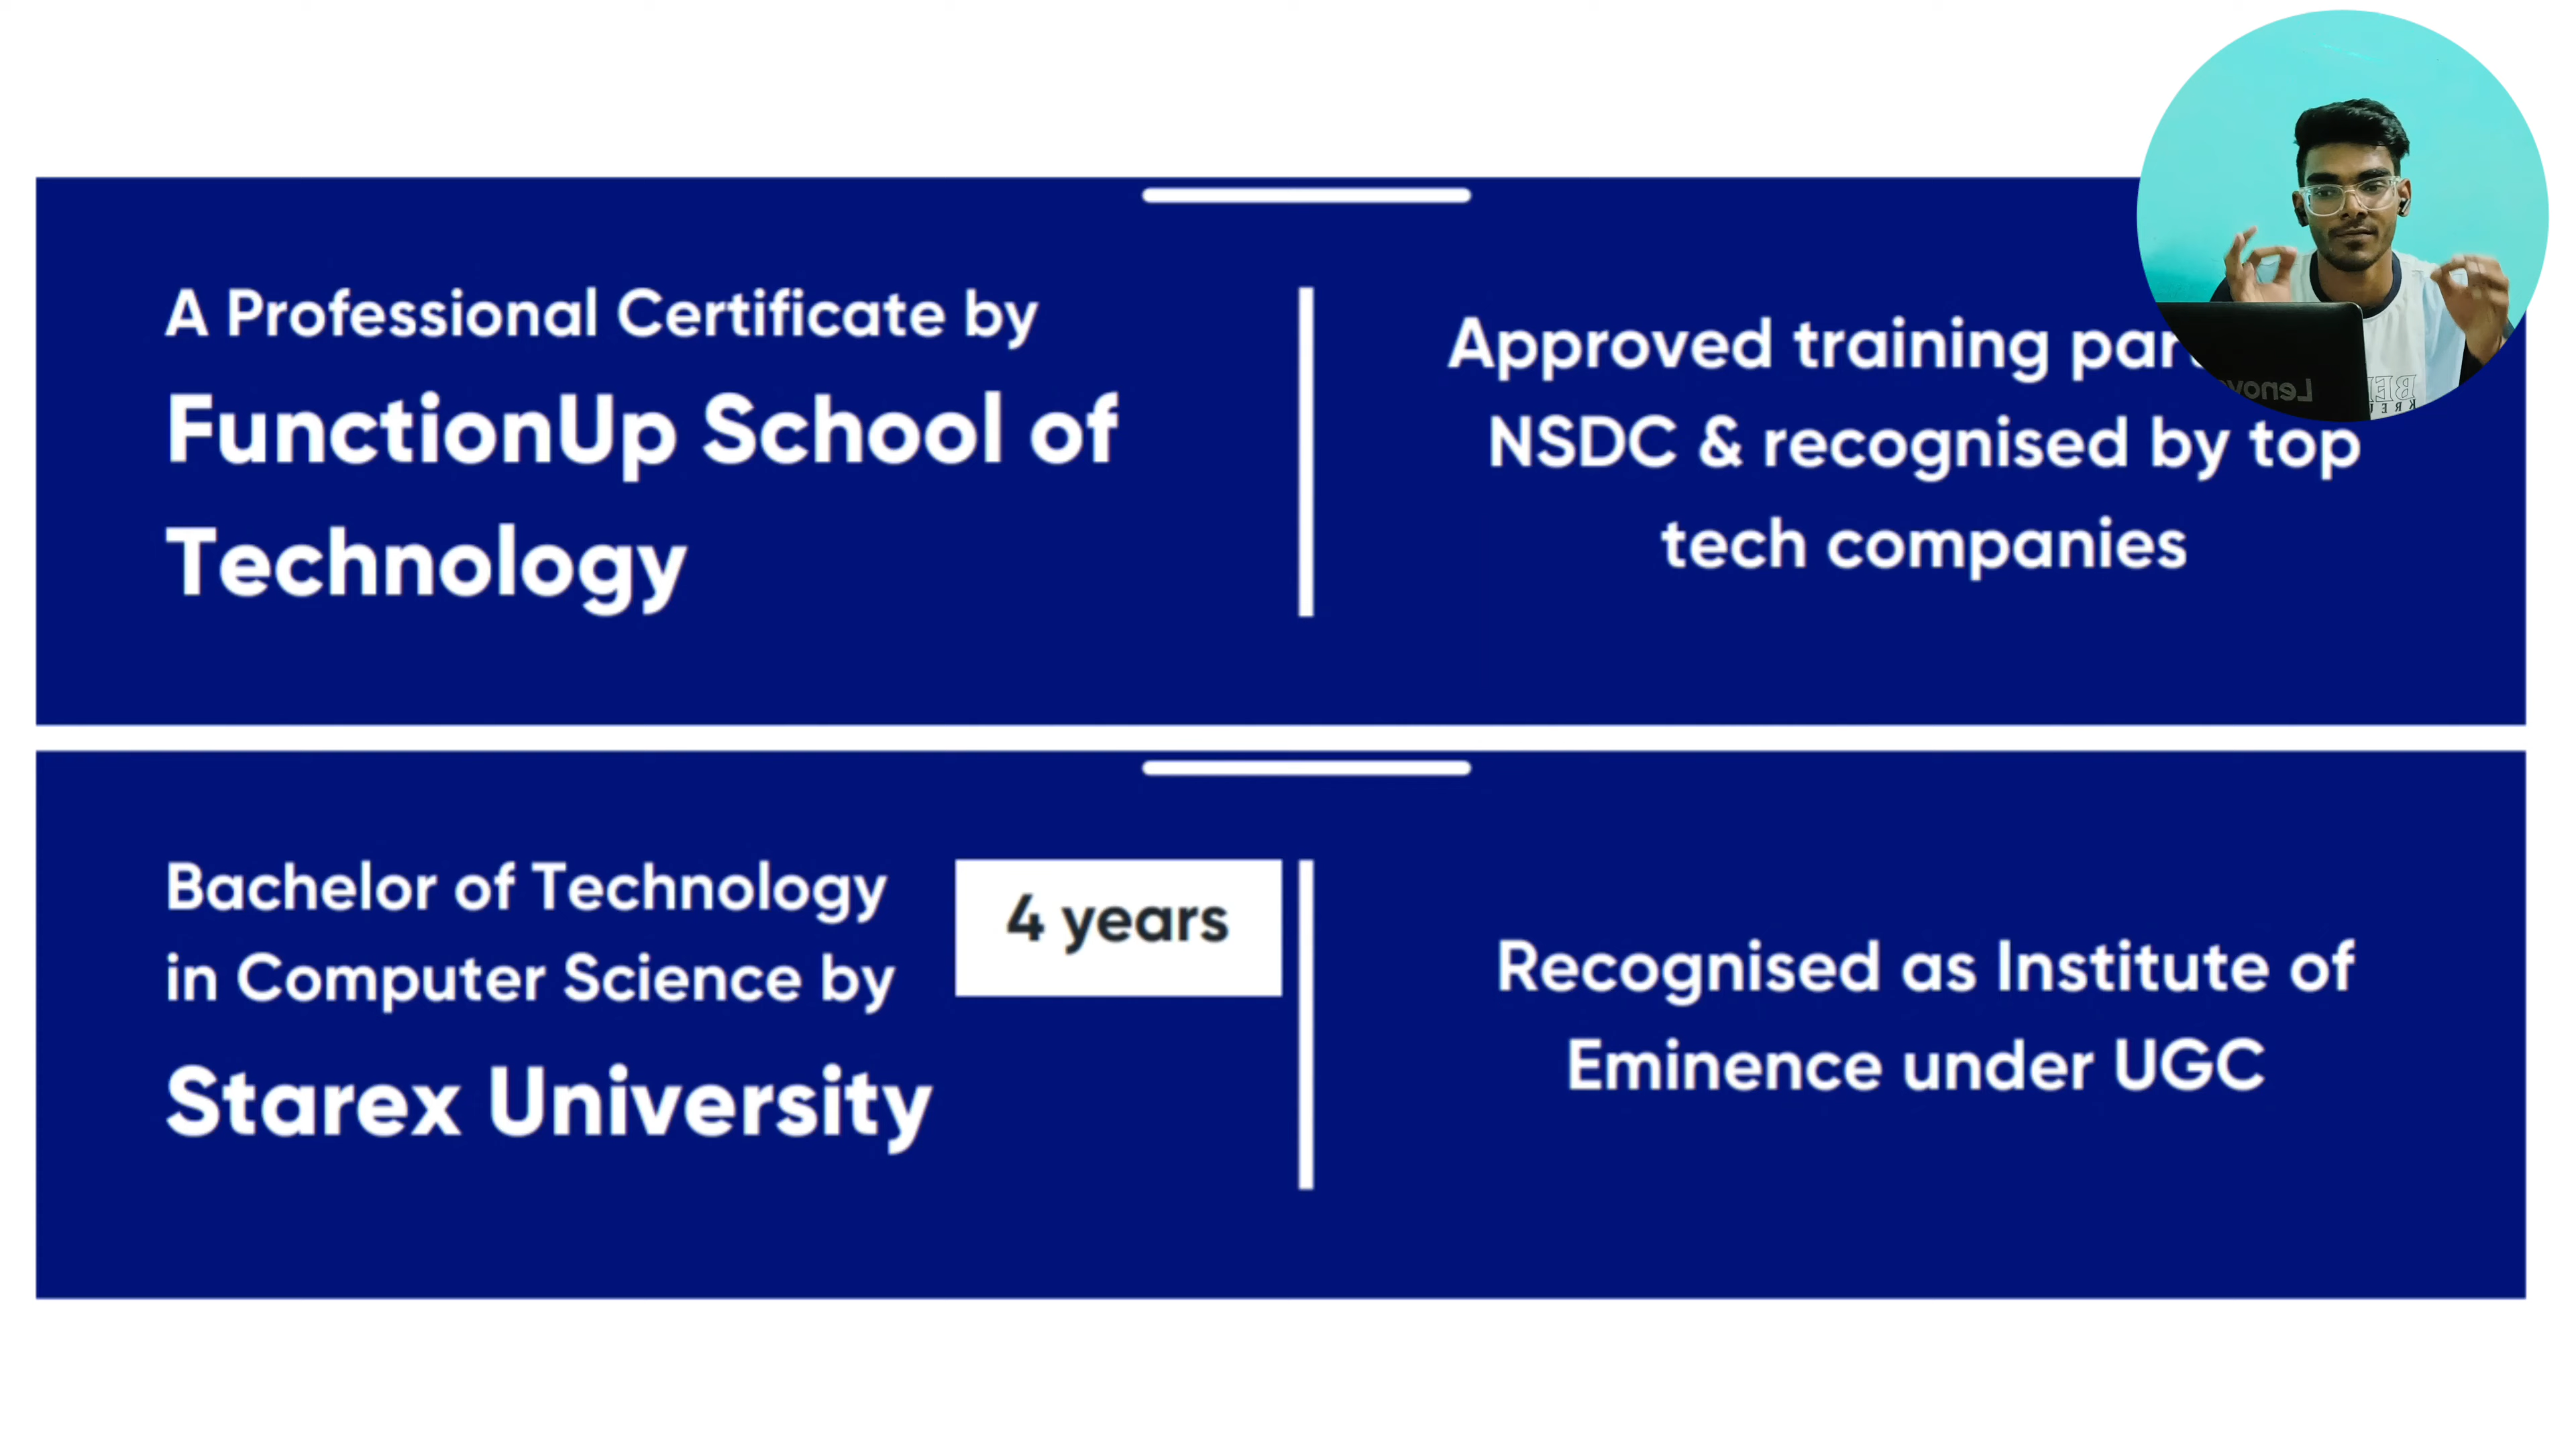 A Professional Certificate by
FunctionUp School of
Technology
Approved training par
NSDC & recognised by top
tech companies
Bachelor of Technology
in Computer Science by
Starex University
4 years
Recognised as Institute of
Eminence under UGC